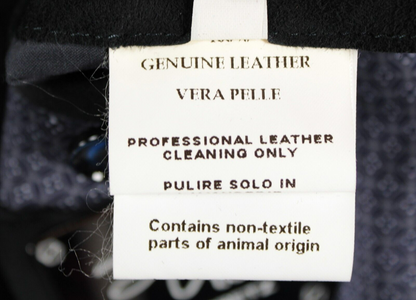 GENUINE LEATHER
VERA PELLE
PROFESSIONAL LEATHER
CLEANING ONLY
PULIRE SOLO IN
Contains non-textile
parts of animal origin